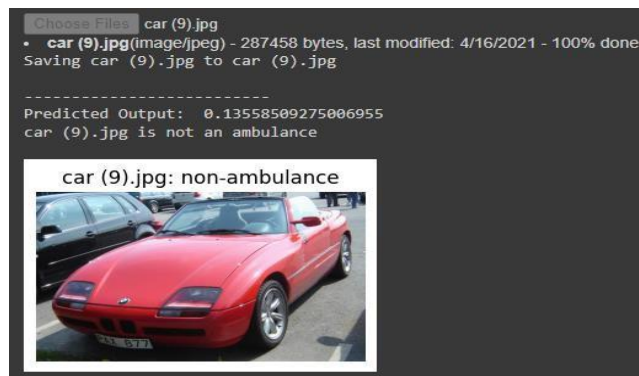 Choose Files car (9).jpg
• car (9).jpg(image/jpeg) - 287458 bytes, last modified: 4/16/2021 - 100% done
Saving car (9).jpg to car (9).jpg
---------------------------
Predicted Output: 0.13558509275006955
car (9).jpg is not an ambulance
car (9).jpg: non-ambulance
677